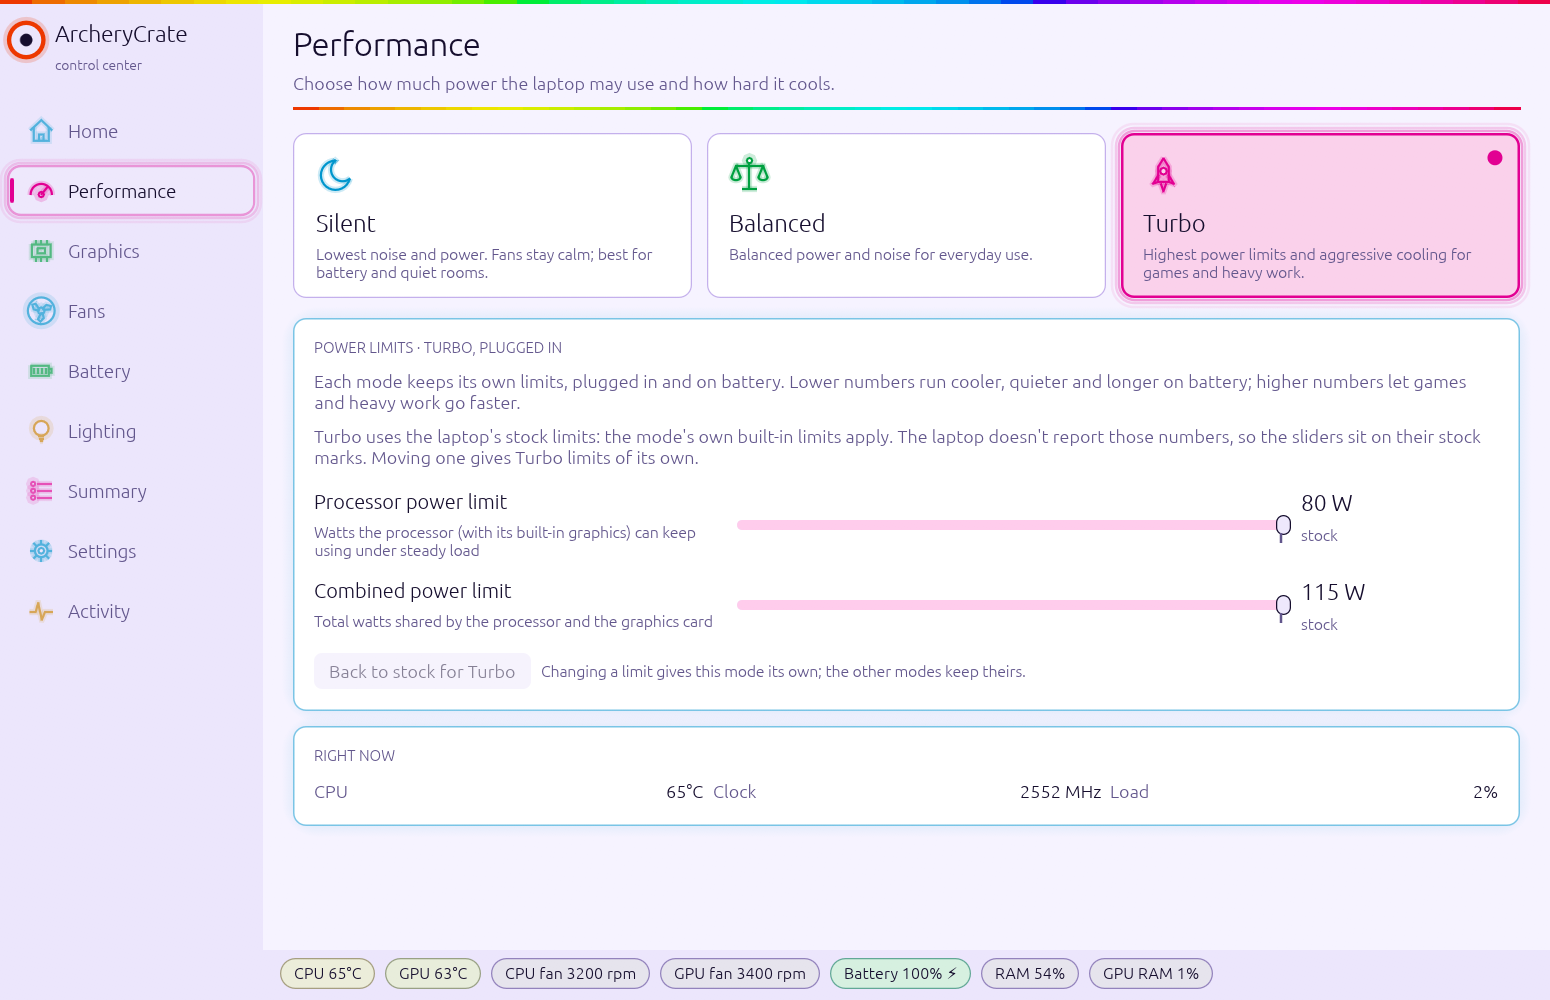 ArcheryCrate
control center
Home
Performance
Graphics
Fans
Battery
Lighting
Summary
Settings
Activity
Performance
Choose how much power the laptop may use and how hard it cools.
Silent
Lowest noise and power. Fans stay calm; best for
battery and quiet rooms.
Balanced
Balanced power and noise for everyday use.
Turbo
Highest power limits and aggressive cooling for
games and heavy work.
POWER LIMITS · TURBO, PLUGGED IN
Each mode keeps its own limits, plugged in and on battery. Lower numbers run cooler, quieter and longer on battery; higher numbers let games
and heavy work go faster.
Turbo uses the laptop's stock limits: the mode's own built-in limits apply. The laptop doesn't report those numbers, so the sliders sit on their stock
marks. Moving one gives Turbo limits of its own.
Processor power limit
Watts the processor (with its built-in graphics) can keep
using under steady load
80 W
stock
Combined power limit
Total watts shared by the processor and the graphics card
115 W
stock
Back to stock for Turbo
Changing a limit gives this mode its own; the other modes keep theirs.
RIGHT NOW
CPU 65°C Clock 2552 MHz Load 2%
CPU 65°C GPU 63°C CPU fan 3200 rpm GPU fan 3400 rpm Battery 100% ⚡ RAM 54% GPU RAM 1%